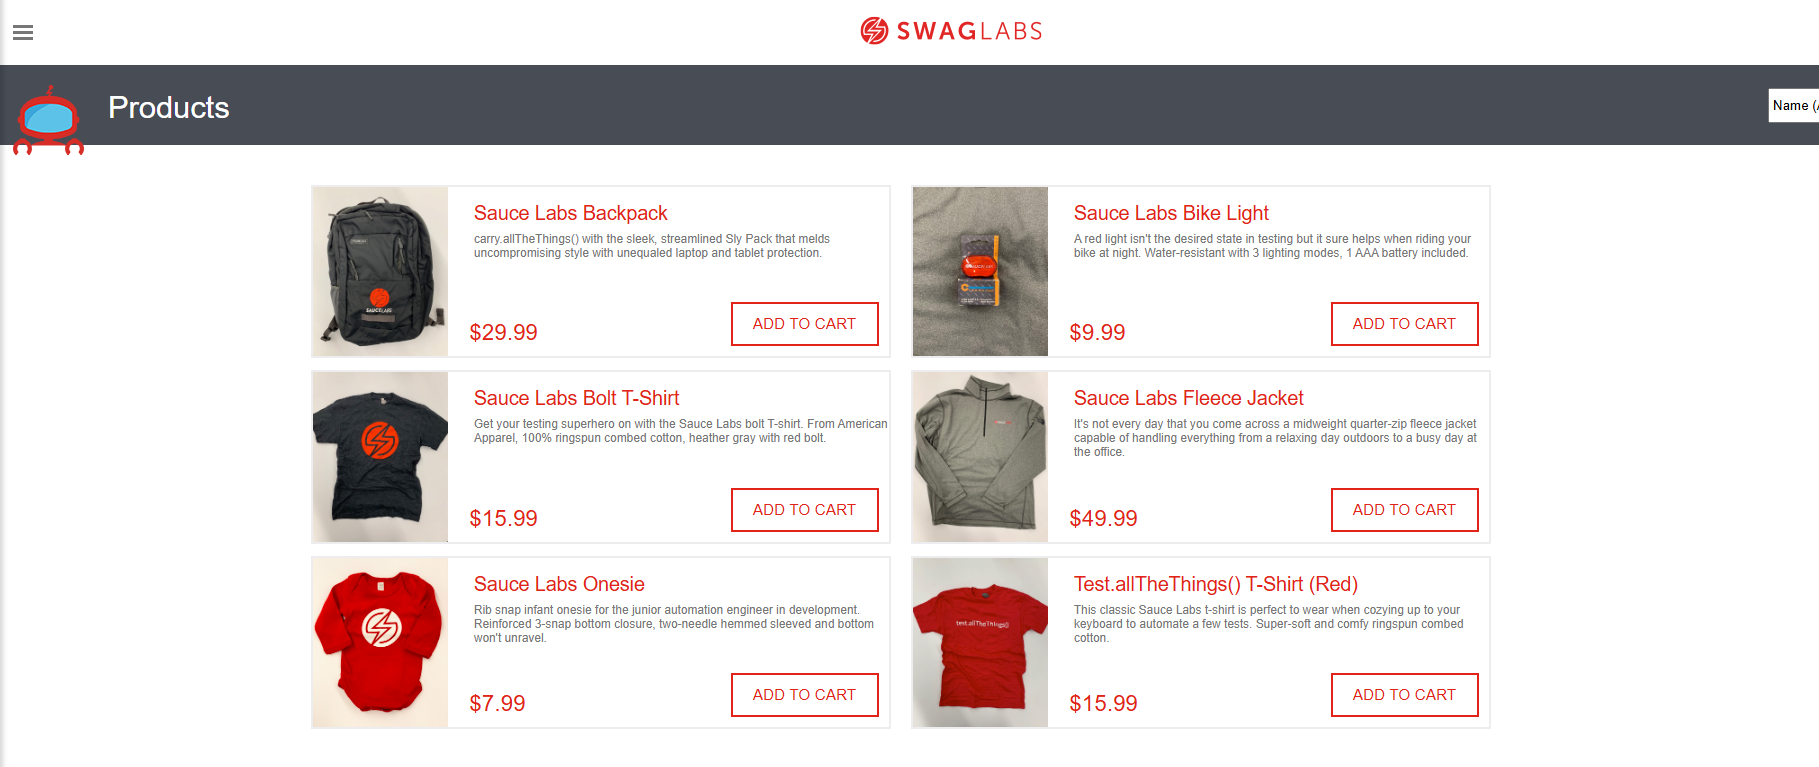 SWAGLABS
Products
Name (A
Sauce Labs Backpack
carry.allTheThings() with the sleek, streamlined Sly Pack that melds
uncompromising style with unequaled laptop and tablet protection.
$29.99
ADD TO CART
SAUCELABS
Sauce Labs Bike Light
A red light isn't the desired state in testing but it sure helps when riding your
bike at night. Water-resistant with 3 lighting modes, 1 AAA battery included.
$9.99
ADD TO CART
Sauce Labs Bolt T-Shirt
Get your testing superhero on with the Sauce Labs bolt T-shirt. From American
Apparel, 100% ringspun combed cotton, heather gray with red bolt.
$15.99
ADD TO CART
Sauce Labs Fleece Jacket
It's not every day that you come across a midweight quarter-zip fleece jacket
capable of handling everything from a relaxing day outdoors to a busy day at
the office.
$49.99
ADD TO CART
Sauce Labs Onesie
Rib snap infant onesie for the junior automation engineer in development.
Reinforced 3-snap bottom closure, two-needle hemmed sleeved and bottom
won't unravel.
$7.99
ADD TO CART
test.allTheThings()
Test.allTheThings() T-Shirt (Red)
This classic Sauce Labs t-shirt is perfect to wear when cozying up to your
keyboard to automate a few tests. Super-soft and comfy ringspun combed
cotton.
$15.99
ADD TO CART